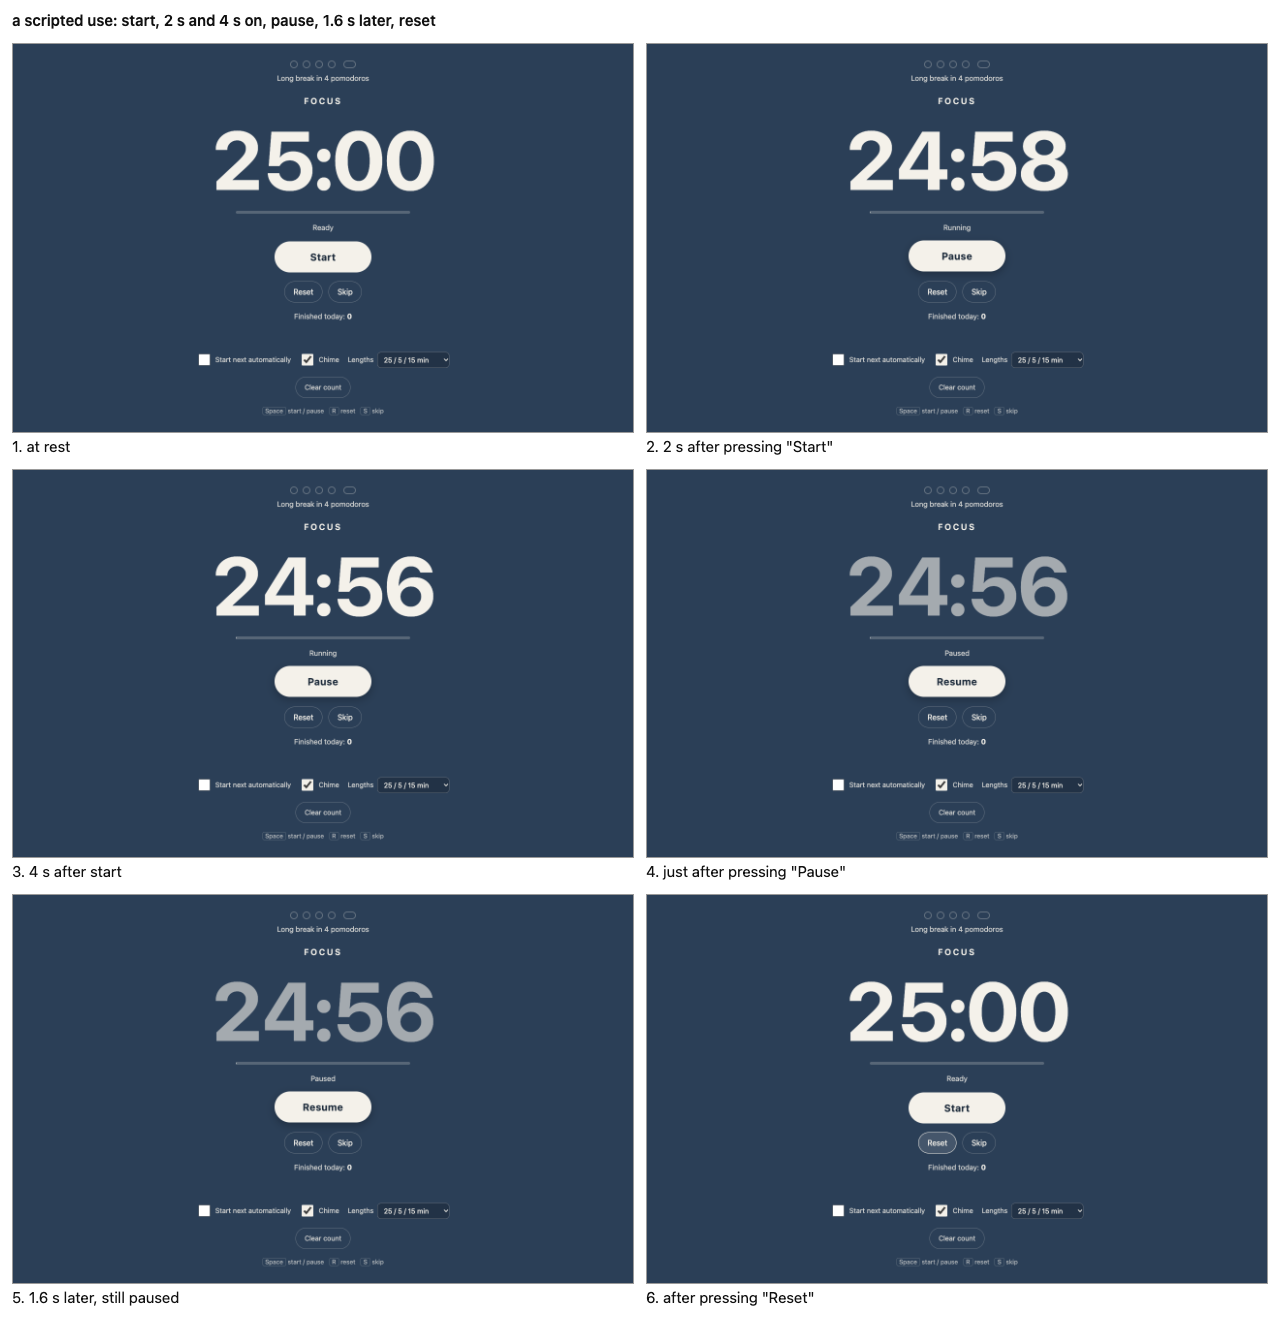 a scripted use: start, 2 s and 4 s on, pause, 1.6 s later, reset
Long break in 4 pomodoros
FOCUS
25:00
Ready
Start
Reset Skip
Finished today: 0
Start next automatically Chime Lengths 25 / 5 / 15 min
Clear count
Space start / pause R reset S skip
1. at rest
Long break in 4 pomodoros
FOCUS
24:58
Running
Pause
Reset Skip
Finished today: 0
Start next automatically Chime Lengths 25 / 5 / 15 min
Clear count
Space start / pause R reset S skip
2. 2 s after pressing "Start"
Long break in 4 pomodoros
FOCUS
24:56
Running
Pause
Reset Skip
Finished today: 0
Start next automatically Chime Lengths 25 / 5 / 15 min
Clear count
Space start / pause R reset S skip
3. 4 s after start
Long break in 4 pomodoros
FOCUS
24:56
Paused
Resume
Reset Skip
Finished today: 0
Start next automatically Chime Lengths 25 / 5 / 15 min
Clear count
Space start / pause R reset S skip
4. just after pressing "Pause"
Long break in 4 pomodoros
FOCUS
24:56
Paused
Resume
Reset Skip
Finished today: 0
Start next automatically Chime Lengths 25 / 5 / 15 min
Clear count
Space start / pause R reset S skip
5. 1.6 s later, still paused
Long break in 4 pomodoros
FOCUS
25:00
Ready
Start
Reset Skip
Finished today: 0
Start next automatically Chime Lengths 25 / 5 / 15 min
Clear count
Space start / pause R reset S skip
6. after pressing "Reset"